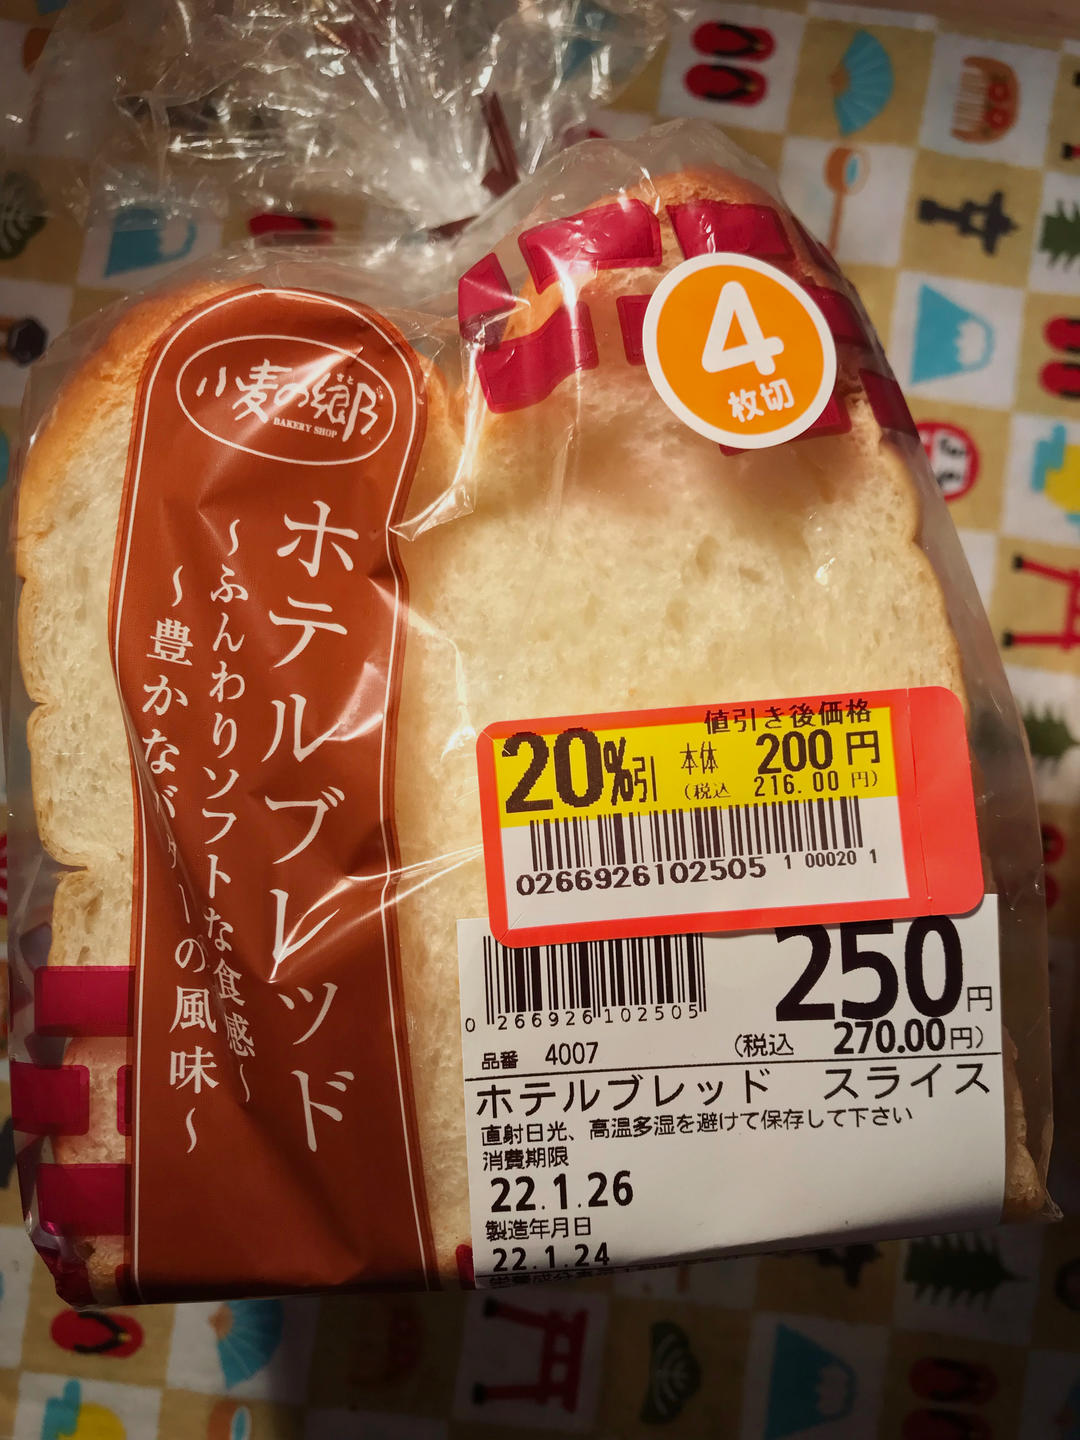 小麦の郷
さと
BAKERY SHOP
ホテルブレッド
〜ふんわりソフトな食感〜
〜豊かなバターの風味〜
4
枚切
値引き後価格
20%引 本体 200円
(税込 216.00円)
0266926102505 1 00020 1
250円
0 266926 102505
(税込 270.00円)
品番 4007
ホテルブレッド スライス
直射日光、高温多湿を避けて保存して下さい
消費期限
22.1.26
製造年月日
22.1.24